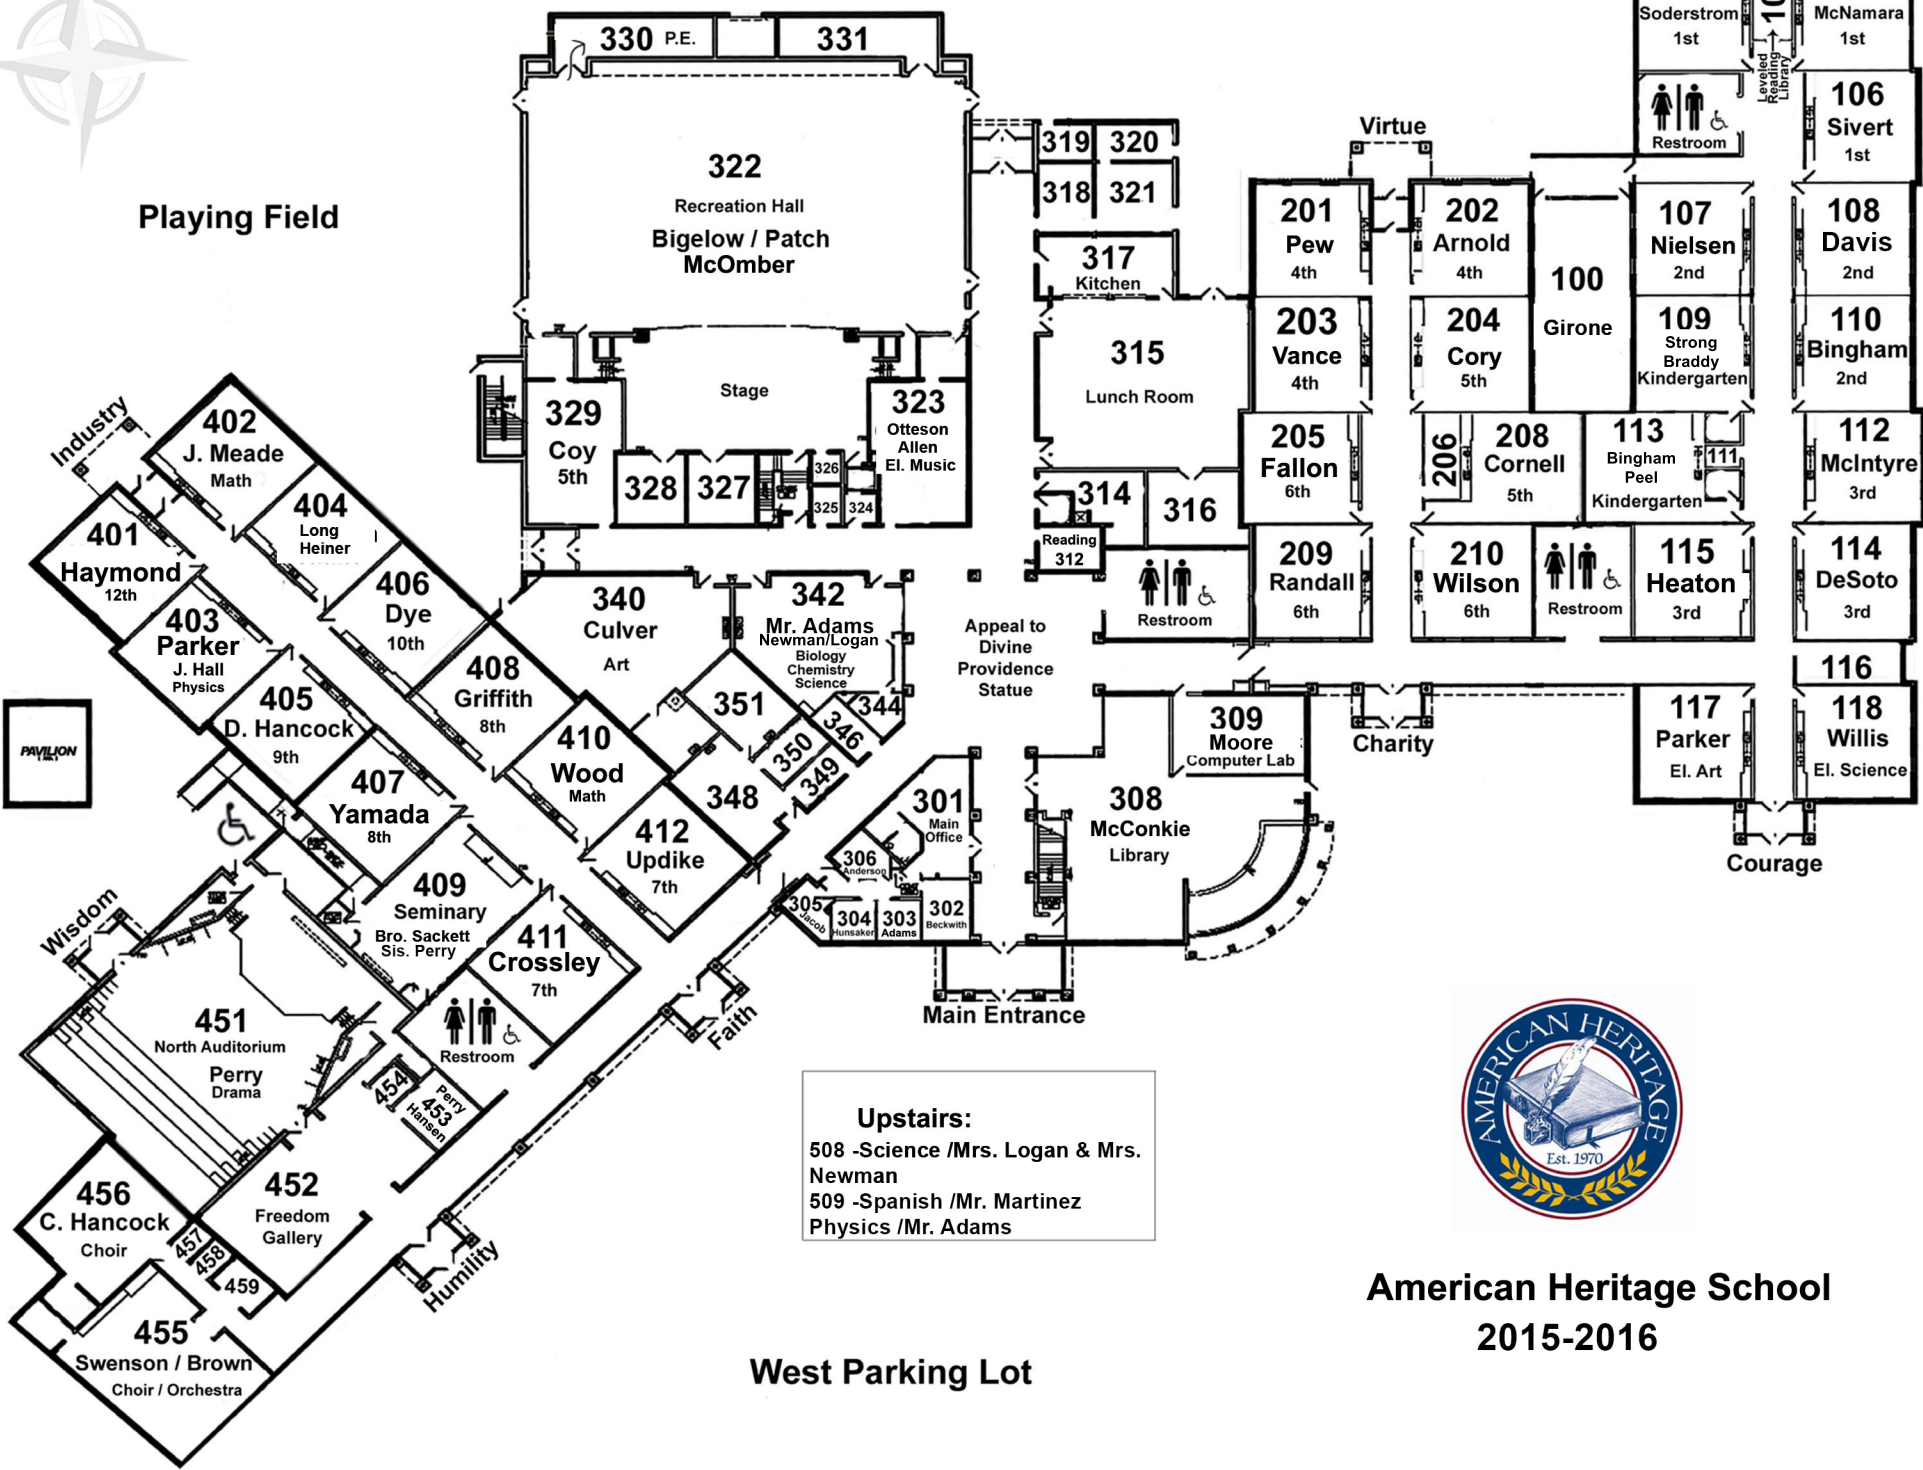 330 P.E.
331
322
Recreation Hall
Bigelow / Patch
McOmber
Playing Field
Stage
329
Coy
5th
328
327
326
325
324
323
Otteson
Allen
El. Music
319
320
318
321
317
Kitchen
315
Lunch Room
314
316
Reading
312
Restroom
Virtue
201
Pew
4th
202
Arnold
4th
203
Vance
4th
204
Cory
5th
205
Fallon
6th
206
208
Cornell
5th
209
Randall
6th
210
Wilson
6th
100
Girone
Soderstrom
1st
Leveled
Reading
Library
McNamara
1st
Restroom
106
Sivert
1st
107
Nielsen
2nd
108
Davis
2nd
109
Strong
Braddy
Kindergarten
110
Bingham
2nd
113
Bingham
Peel
Kindergarten
111
112
McIntyre
3rd
Restroom
115
Heaton
3rd
114
DeSoto
3rd
116
117
Parker
El. Art
118
Willis
El. Science
Courage
Charity
Industry
402
J. Meade
Math
404
Long
Heiner
401
Haymond
12th
406
Dye
10th
403
Parker
J. Hall
Physics
408
Griffith
8th
405
D. Hancock
9th
410
Wood
Math
407
Yamada
8th
412
Updike
7th
409
Seminary
Bro. Sackett
Sis. Perry
411
Crossley
7th
Restroom
PAVILION
340
Culver
Art
342
Mr. Adams
Newman/Logan
Biology
Chemistry
Science
344
346
351
350
349
348
Appeal to
Divine
Providence
Statue
309
Moore
Computer Lab
308
McConkie
Library
301
Main
Office
306
Anderson
305
Jacob
304
Hunsaker
303
Adams
302
Beckwith
Main Entrance
Faith
Wisdom
451
North Auditorium
Perry
Drama
454
Perry
453
Hansen
452
Freedom
Gallery
456
C. Hancock
Choir
457
458
459
455
Swenson / Brown
Choir / Orchestra
Humility
Upstairs:
508 -Science /Mrs. Logan & Mrs.
Newman
509 -Spanish /Mr. Martinez
Physics /Mr. Adams
AMERICAN HERITAGE
Est. 1970
American Heritage School
2015-2016
West Parking Lot